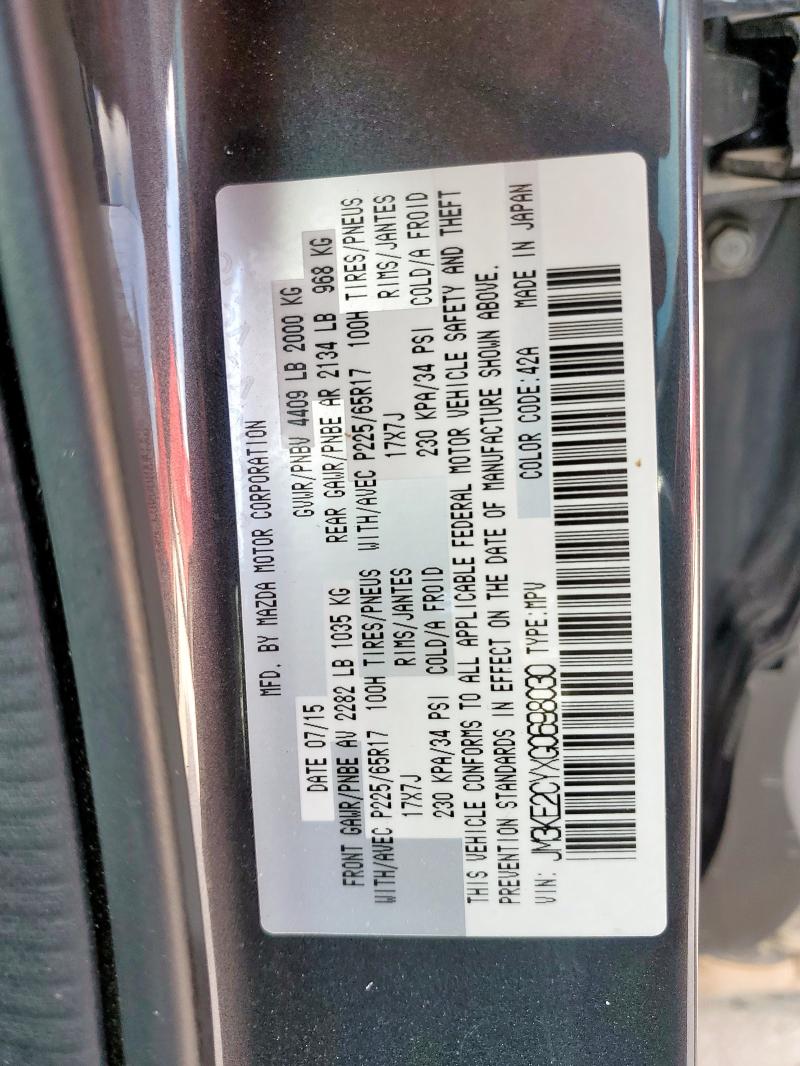 MFD. BY MAZDA MOTOR CORPORATION
DATE 07/15 GVWR/PNBV 4409 LB 2000 KG
FRONT GAWR/PNBE AV 2282 LB 1035 KG REAR GAWR/PNBE AR 2134 LB 968 KG
WITH/AVEC P225/65R17 100H TIRES/PNEUS WITH/AVEC P225/65R17 100H TIRES/PNEUS
17X7J RIMS/JANTES 17X7J RIMS/JANTES
230 KPA/34 PSI COLD/A FROID 230 KPA/34 PSI COLD/A FROID
THIS VEHICLE CONFORMS TO ALL APPLICABLE FEDERAL MOTOR VEHICLE SAFETY AND THEFT
PREVENTION STANDARDS IN EFFECT ON THE DATE OF MANUFACTURE SHOWN ABOVE.
VIN: JM3KE2CYXG0698030 TYPE:MPV COLOR CODE:42A MADE IN JAPAN